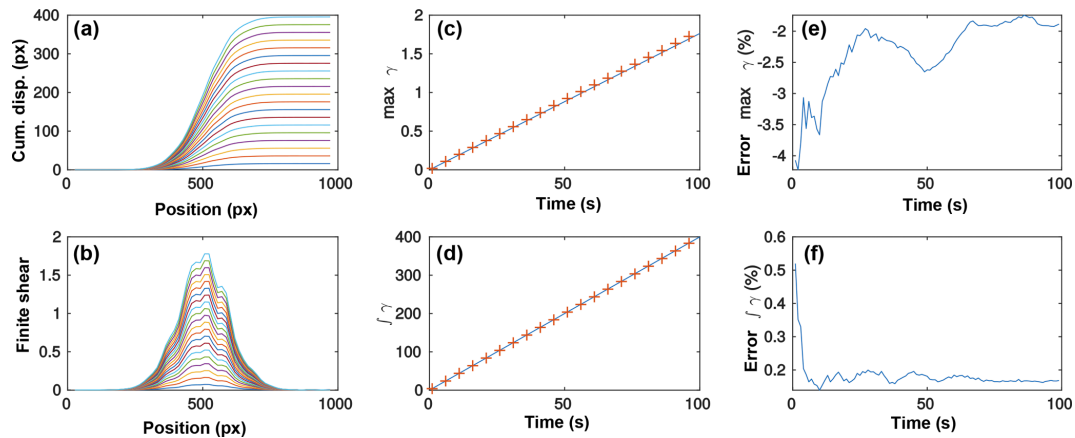 (a)
Cum. disp. (px)
400
300
200
100
0
0
500
1000
Position (px)
(c)
max γ
2
1.5
1
0.5
0
0
50
100
Time (s)
(e)
Error max γ (%)
-2
-2.5
-3
-3.5
-4
0
50
100
Time (s)
(b)
Finite shear
2
1.5
1
0.5
0
0
500
1000
Position (px)
(d)
∫ γ
400
300
200
100
0
0
50
100
Time (s)
(f)
Error ∫ γ (%)
0.6
0.5
0.4
0.3
0.2
0
50
100
Time (s)